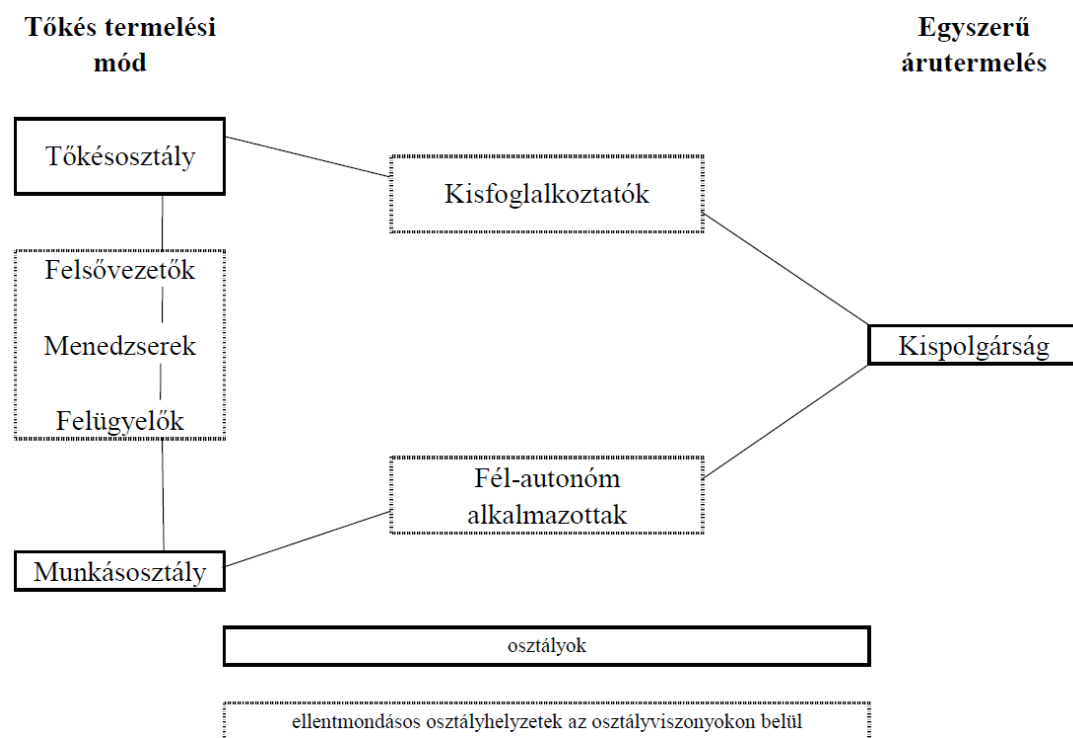 Tőkés termelési
mód
Egyszerű
árutermelés
Tőkésosztály
Kisfoglalkoztatók
Felsővezetők
Menedzserek
Kispolgárság
Felügyelők
Fél-autonóm
alkalmazottak
Munkásosztály
osztályok
ellentmondásos osztályhelyzetek az osztályviszonyokon belül